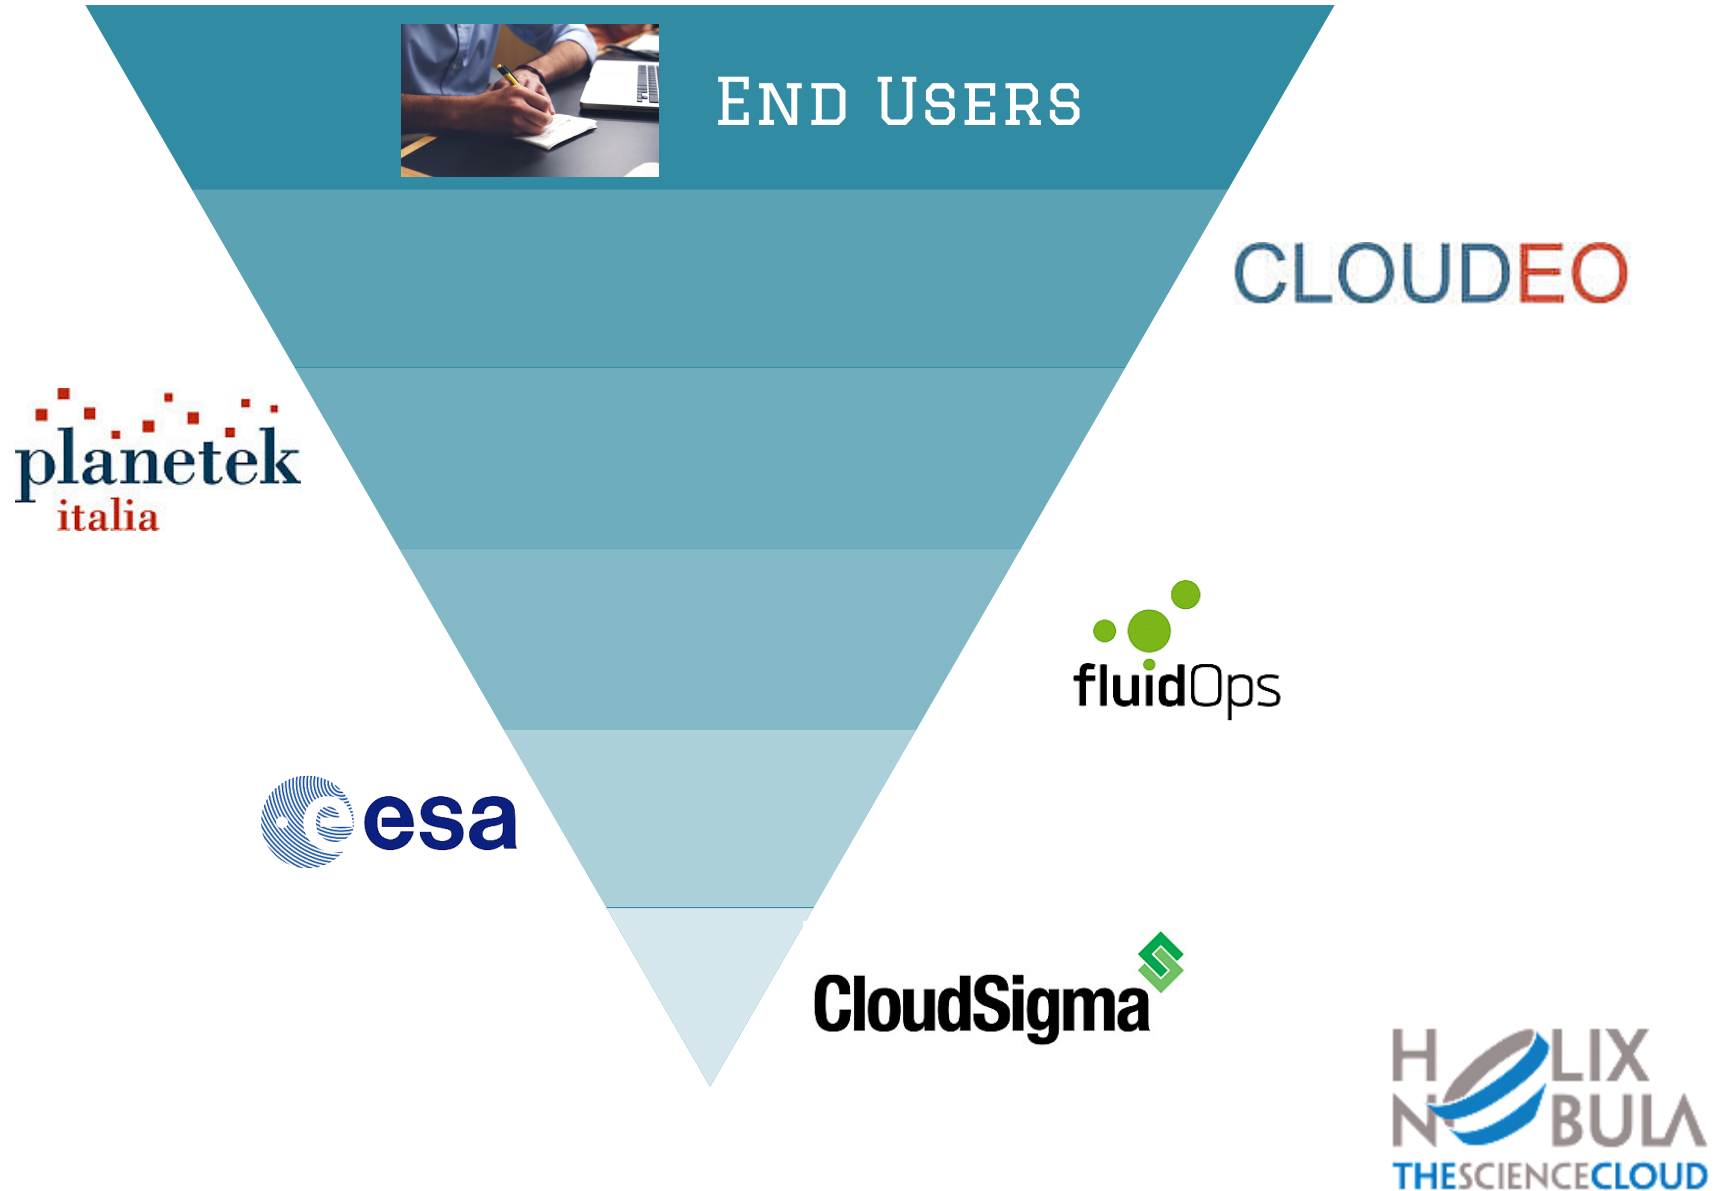 END USERS
CLOUDEO
planetek
italia
fluidOps
esa
CloudSigma
HELIX
NEBULA
THESCIENCECLOUD